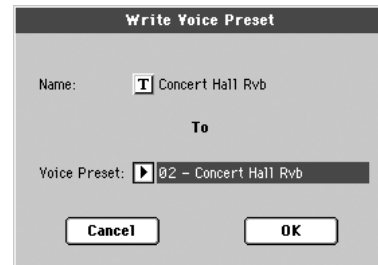 Write Voice Preset
Name: T Concert Hall Rvb
To
Voice Preset: 02 - Concert Hall Rvb
Cancel OK